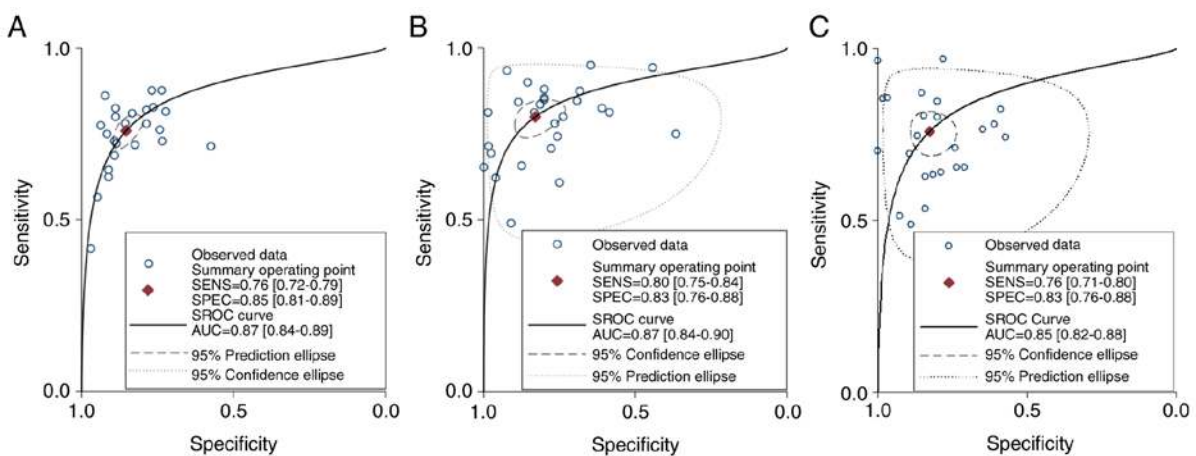 A
1.0
0.5
0.0
Sensitivity
Observed data
Summary operating point
SENS=0.76 [0.72-0.79]
SPEC=0.85 [0.81-0.89]
SROC curve
AUC=0.87 [0.84-0.89]
95% Prediction ellipse
95% Confidence ellipse
1.0
0.5
0.0
Specificity
B
1.0
0.5
0.0
Sensitivity
Observed data
Summary operating point
SENS=0.80 [0.75-0.84]
SPEC=0.83 [0.76-0.88]
SROC curve
AUC=0.87 [0.84-0.90]
95% Confidence ellipse
95% Prediction ellipse
1.0
0.5
0.0
Specificity
C
1.0
0.5
0.0
Sensitivity
Observed data
Summary operating point
SENS=0.76 [0.71-0.80]
SPEC=0.83 [0.76-0.88]
SROC Curve
AUC=0.85 [0.82-0.88]
95% Confidence ellipse
95% Prediction ellipse
1.0
0.5
0.0
Specificity